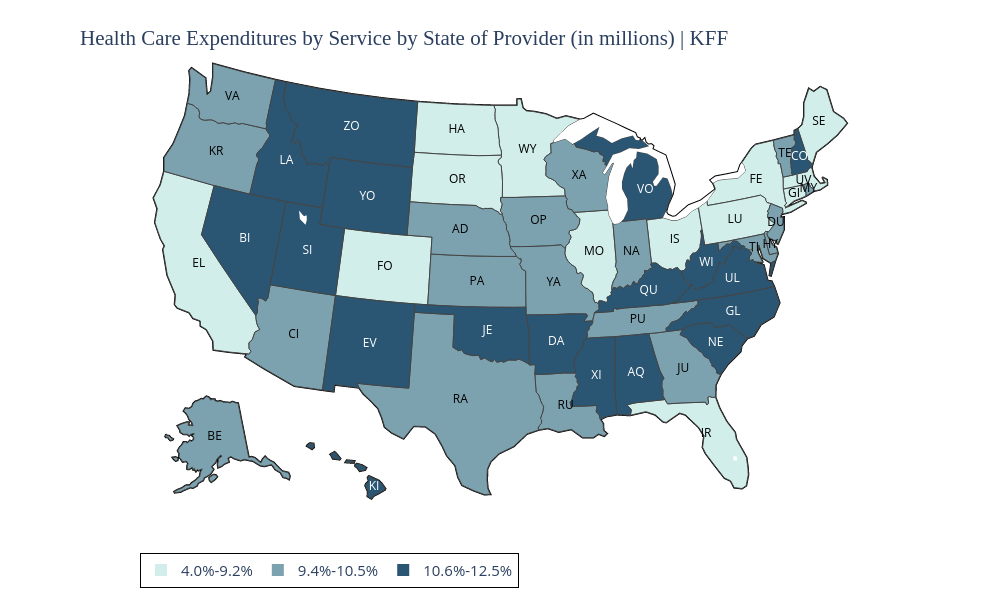 Health Care Expenditures by Service by State of Provider (in millions) | KFF
VA
ZO
HA
WY
SE
KR
LA
OR
XA
VO
TE
CO
FE
UV
MY
GI
YO
AD
OP
LU
DU
BI
SI
FO
PA
YA
MO
NA
IS
WI
TI
HY
EL
QU
UL
CI
EV
JE
DA
PU
GL
NE
RA
RU
XI
AQ
JU
IR
BE
KI
4.0%-9.2%
9.4%-10.5%
10.6%-12.5%